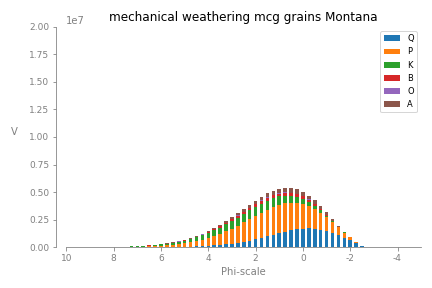 mechanical weathering mcg grains Montana
1e7
2.00
1.75
1.50
1.25
1.00
0.75
0.50
0.25
0.00
V
10 8 6 4 2 0 -2 -4
Phi-scale
Q
P
K
B
O
A